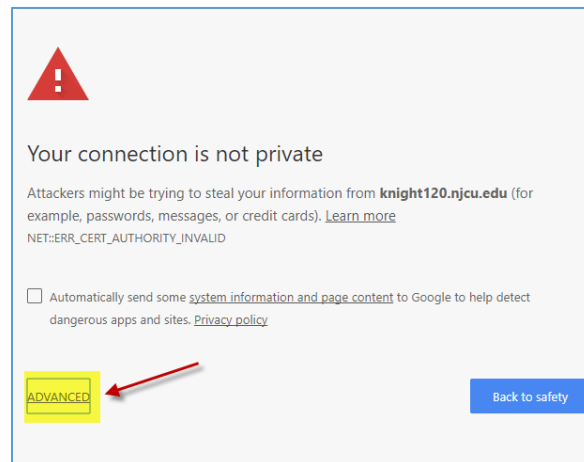 Your connection is not private
Attackers might be trying to steal your information from knight120.njcu.edu (for
example, passwords, messages, or credit cards). Learn more
NET::ERR_CERT_AUTHORITY_INVALID
Automatically send some system information and page content to Google to help detect
dangerous apps and sites. Privacy policy
ADVANCED
Back to safety